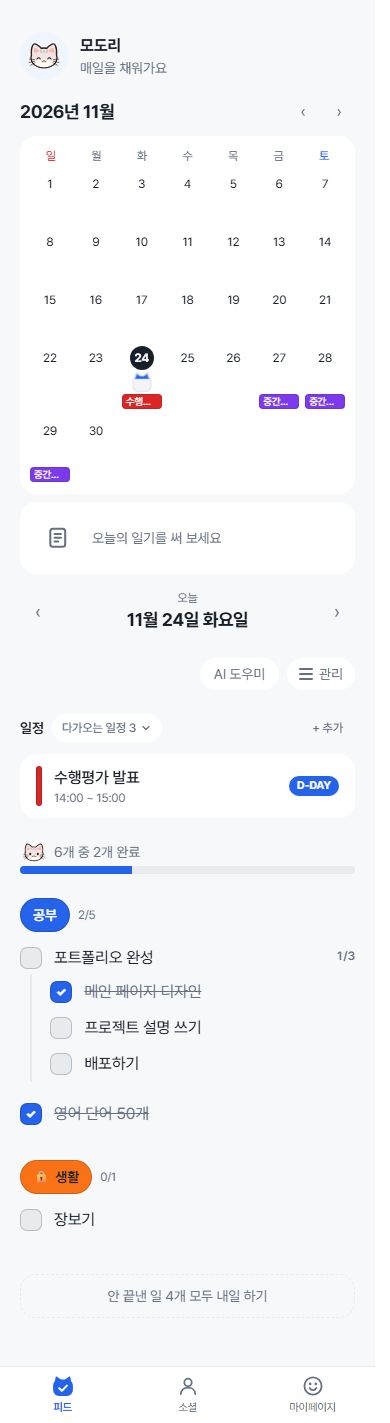 모도리
매일을 채워가요
2026년 11월
‹ ›
일 월 화 수 목 금 토
1 2 3 4 5 6 7
8 9 10 11 12 13 14
15 16 17 18 19 20 21
22 23 24 25 26 27 28
수행... 중간... 중간...
29 30
중간...
오늘의 일기를 써 보세요
오늘
‹ 11월 24일 화요일 ›
AI 도우미 관리
일정 다가오는 일정 3 + 추가
수행평가 발표
14:00 ~ 15:00
D-DAY
6개 중 2개 완료
공부 2/5
포트폴리오 완성 1/3
메인 페이지 디자인
프로젝트 설명 쓰기
배포하기
영어 단어 50개
생활 0/1
장보기
안 끝낸 일 4개 모두 내일 하기
피드 소셜 마이페이지